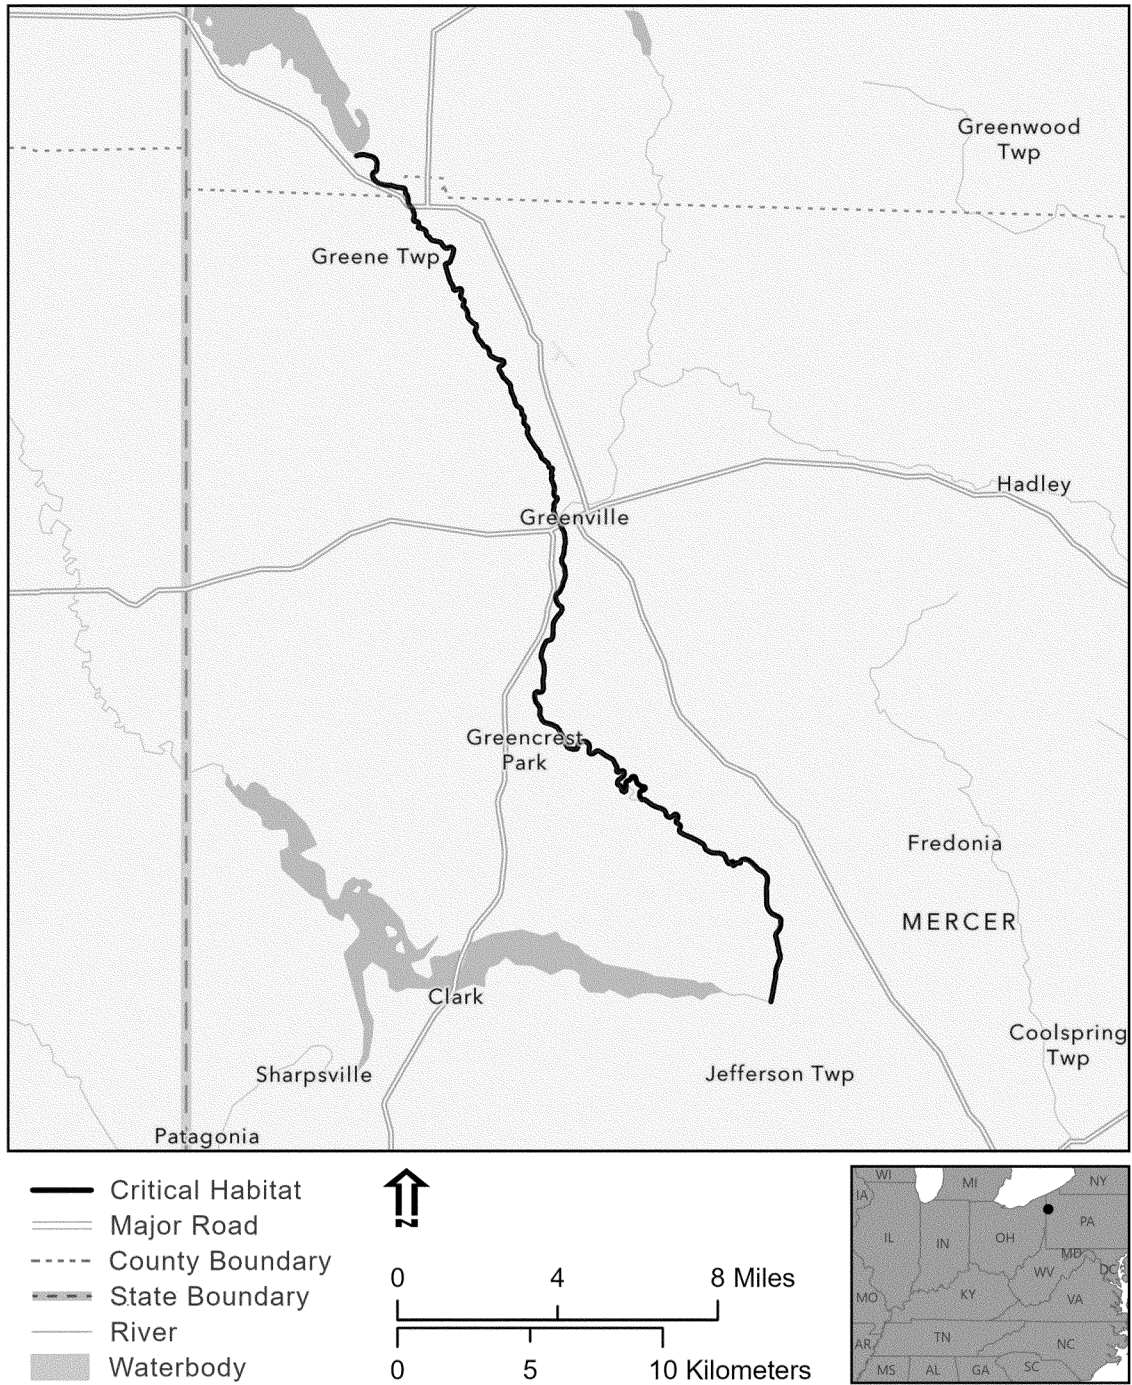 Greenwood
Twp
Greene Twp
Hadley
Greenville
Greencrest
Park
Fredonia
MERCER
Clark
Coolspring
Twp
Sharpsville
Jefferson Twp
Patagonia
Critical Habitat
Major Road
County Boundary
State Boundary
River
Waterbody
N
0 4 8 Miles
0 5 10 Kilometers
WI
MI
NY
IA
PA
IL
IN
OH
MD
DC
WV
MO
KY
VA
AR
TN
NC
MS
AL
GA
SC